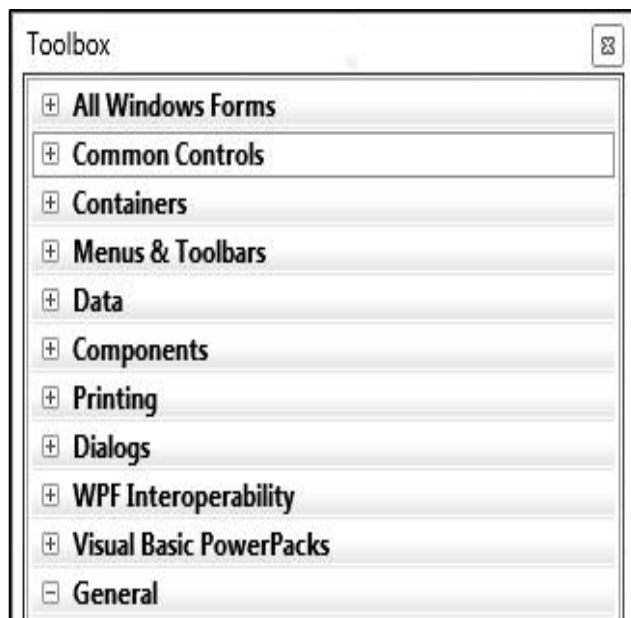 Toolbox
All Windows Forms
Common Controls
Containers
Menus & Toolbars
Data
Components
Printing
Dialogs
WPF Interoperability
Visual Basic PowerPacks
General